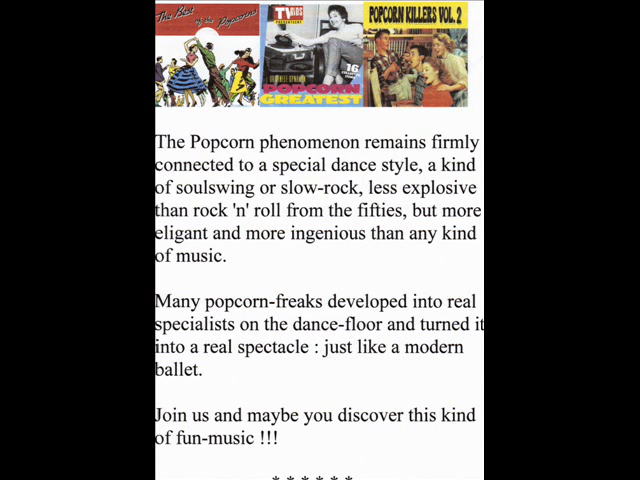 The Best of the Popcorns
TV
PRESENTEERT
POPCORN KILLERS VOL. 2
16
POPCORN
GREATEST
The Popcorn phenomenon remains firmly
connected to a special dance style, a kind
of soulswing or slow-rock, less explosive
than rock 'n' roll from the fifties, but more
eligant and more ingenious than any kind
of music.
Many popcorn-freaks developed into real
specialists on the dance-floor and turned it
into a real spectacle : just like a modern
ballet.
Join us and maybe you discover this kind
of fun-music !!!
* * * * * *